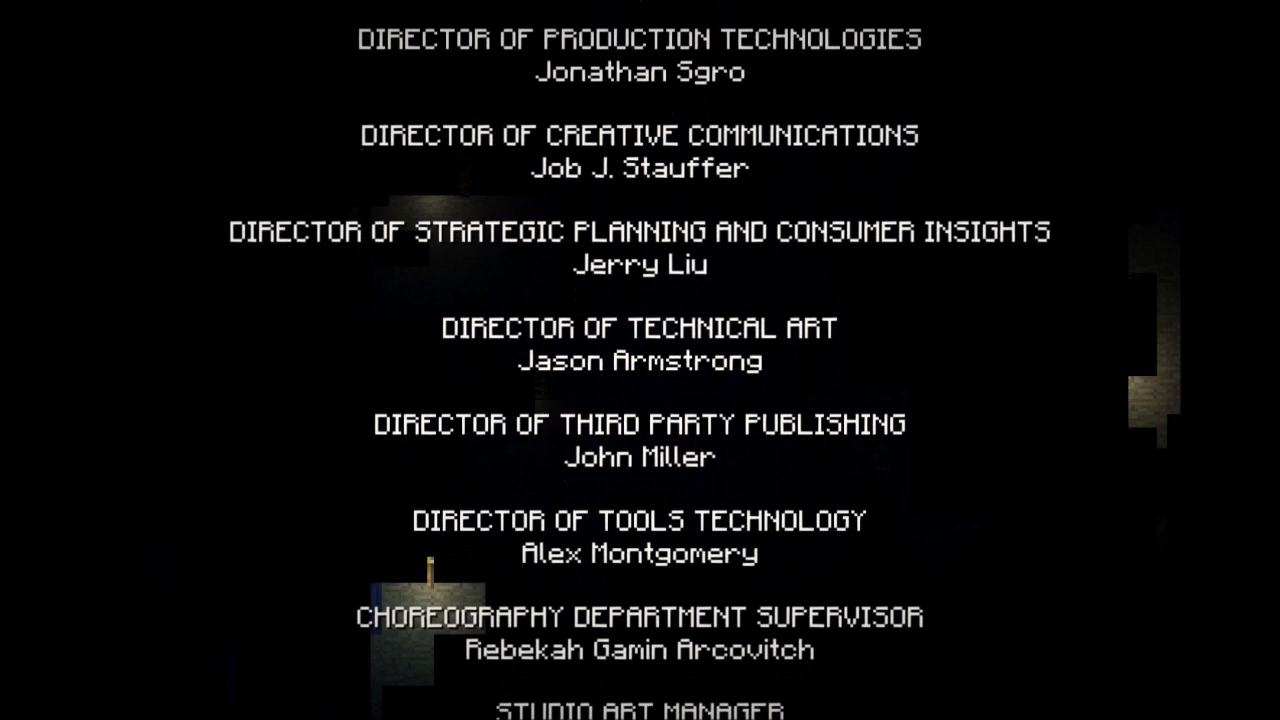 DIRECTOR OF PRODUCTION TECHNOLOGIES
Jonathan Sgro
DIRECTOR OF CREATIVE COMMUNICATIONS
Job J. Stauffer
DIRECTOR OF STRATEGIC PLANNING AND CONSUMER INSIGHTS
Jerry Liu
DIRECTOR OF TECHNICAL ART
Jason Armstrong
DIRECTOR OF THIRD PARTY PUBLISHING
John Miller
DIRECTOR OF TOOLS TECHNOLOGY
Alex Montgomery
CHOREOGRAPHY DEPARTMENT SUPERVISOR
Rebekah Gamin Arcovitch
STUDIO ART MANAGER